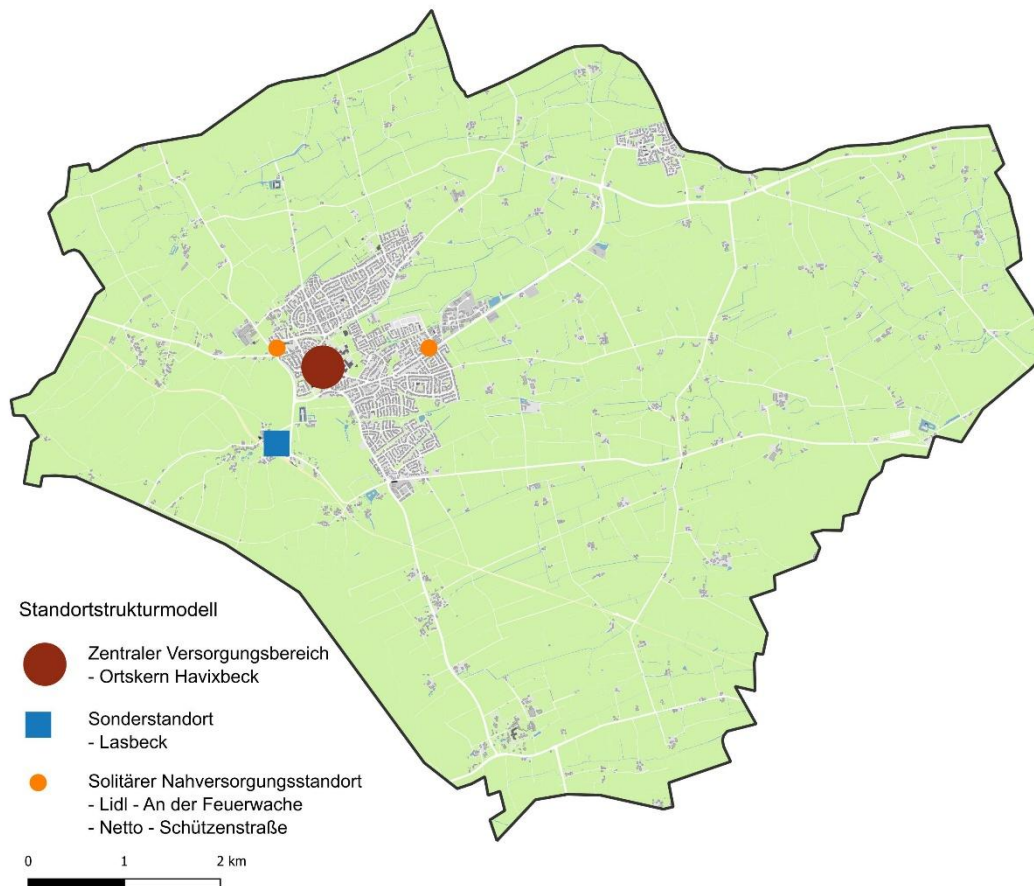 Standortstrukturmodell
Zentraler Versorgungsbereich
- Ortskern Havixbeck
Sonderstandort
- Lasbeck
Solitärer Nahversorgungsstandort
- Lidl - An der Feuerwache
- Netto - Schützenstraße
0 1 2 km